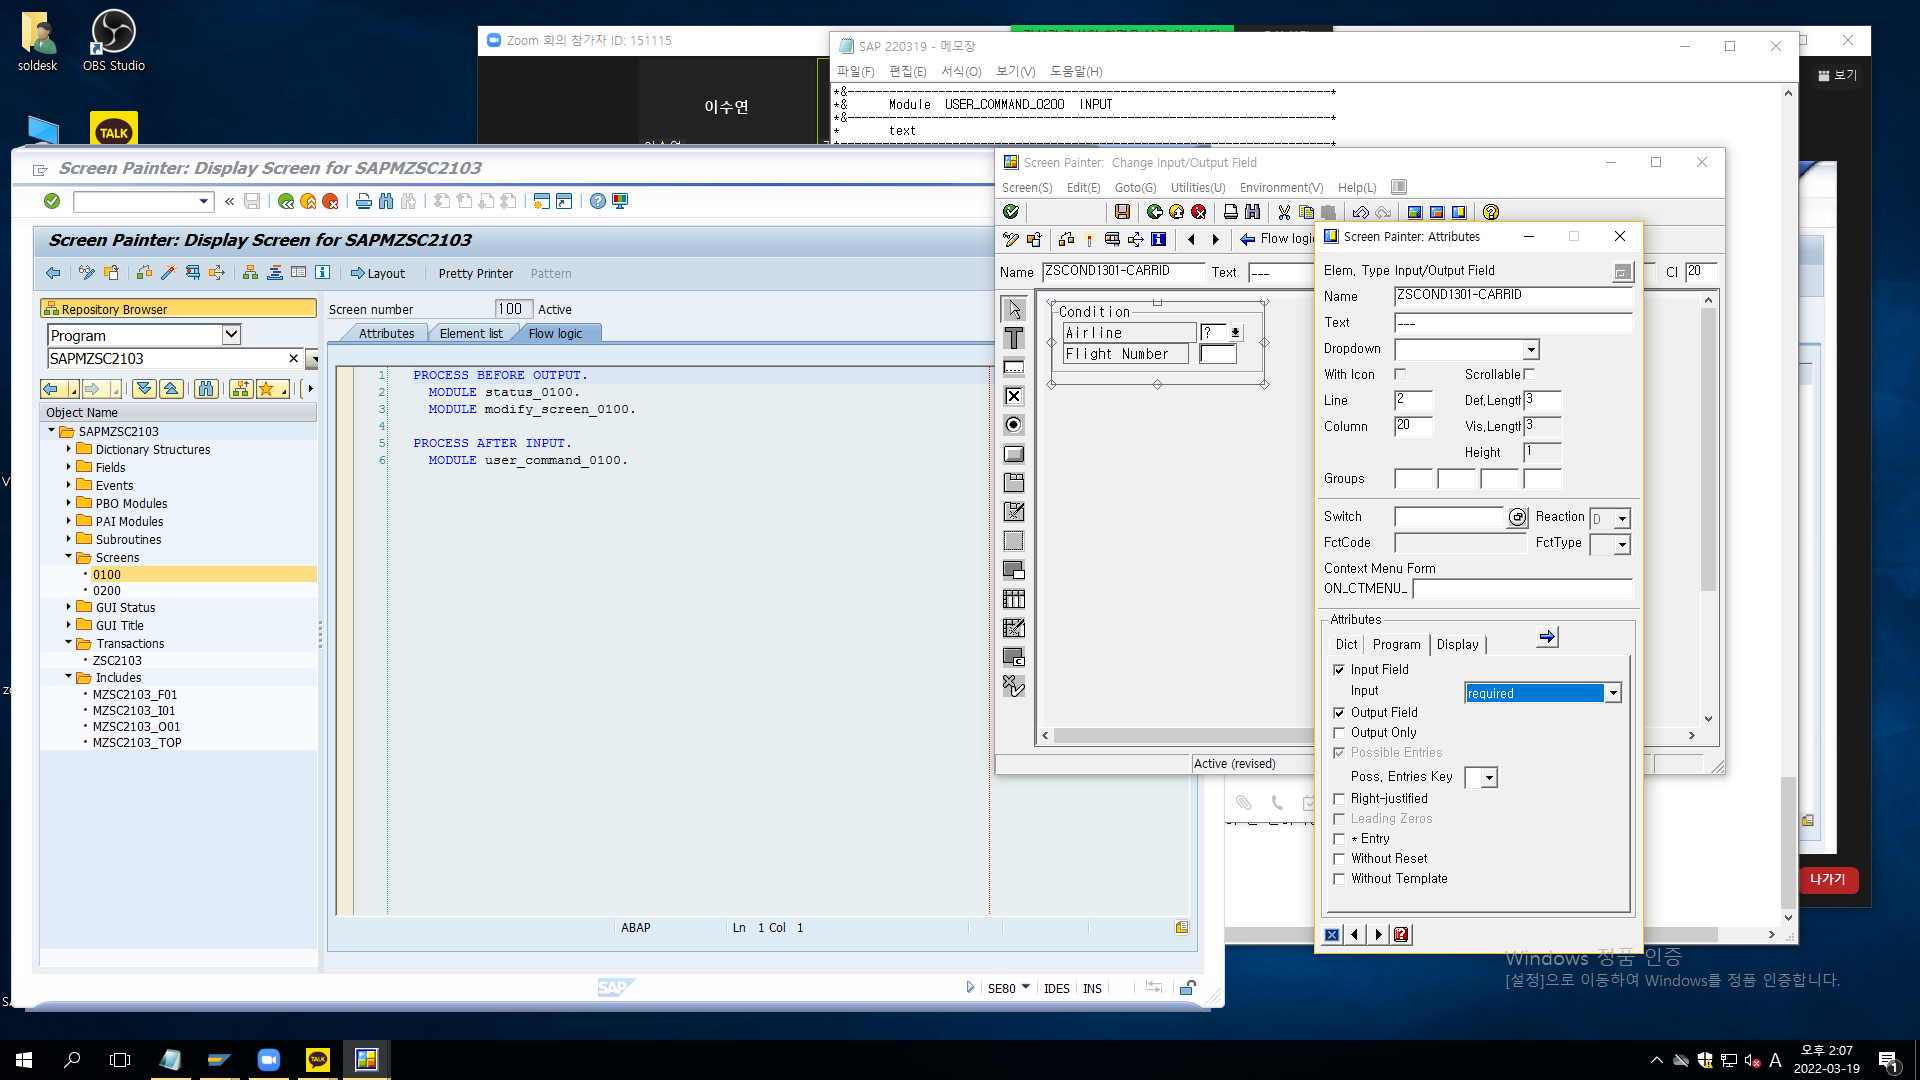 soldesk
OBS Studio
TALK
Zoom 회의 참가자 ID: 151115
이수연
보기
나가기
SAP 220319 - 메모장
파일(F) 편집(E) 서식(O) 보기(V) 도움말(H)
*&---------------------------------------------------------------------*
*& Module USER_COMMAND_0200 INPUT
*&---------------------------------------------------------------------*
* text
Screen Painter: Display Screen for SAPMZSC2103
Screen Painter: Display Screen for SAPMZSC2103
Layout Pretty Printer Pattern
Repository Browser
Program
SAPMZSC2103
Object Name
SAPMZSC2103
Dictionary Structures
Fields
Events
PBO Modules
PAI Modules
Subroutines
Screens
0100
0200
GUI Status
GUI Title
Transactions
ZSC2103
Includes
MZSC2103_F01
MZSC2103_I01
MZSC2103_O01
MZSC2103_TOP
Screen number 100 Active
Attributes Element list Flow logic
1 PROCESS BEFORE OUTPUT.
2 MODULE status_0100.
3 MODULE modify_screen_0100.
4
5 PROCESS AFTER INPUT.
6 MODULE user_command_0100.
ABAP Ln 1 Col 1
SAP SE80 IDES INS
Screen Painter: Change Input/Output Field
Screen(S) Edit(E) Goto(G) Utilities(U) Environment(V) Help(L)
Flow logi
Name ZSCOND1301-CARRID Text ___ Cl 20
Condition
Airline ?
Flight Number
Active (revised)
Screen Painter: Attributes
Elem. Type Input/Output Field
Name ZSCOND1301-CARRID
Text ___
Dropdown
With Icon Scrollable
Line 2 Def.Length 3
Column 20 Vis.Length 3
Height 1
Groups
Switch Reaction D
FctCode FctType
Context Menu Form
ON_CTMENU_
Attributes
Dict Program Display
Input Field
Input required
Output Field
Output Only
Possible Entries
Poss. Entries Key
Right-justified
Leading Zeros
* Entry
Without Reset
Without Template
Windows 정품 인증
[설정]으로 이동하여 Windows를 정품 인증합니다.
TALK
A 오후 2:07
2022-03-19
1